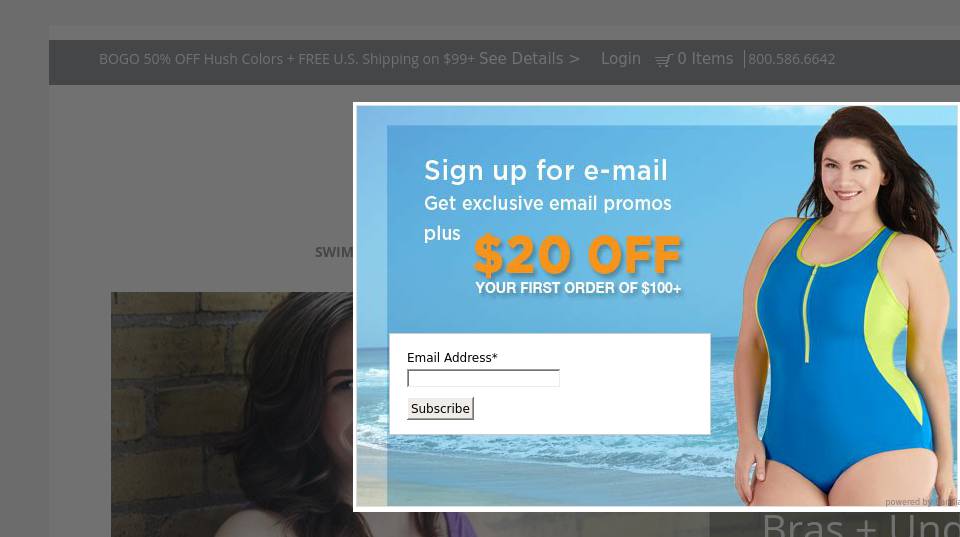 BOGO 50% OFF Hush Colors + FREE U.S. Shipping on $99+ See Details > Login 0 Items 800.586.6642
Sign up for e-mail
Get exclusive email promos
plus
$20 OFF
YOUR FIRST ORDER OF $100+
SWIM
Email Address*
Subscribe
powered by
Bras + Und